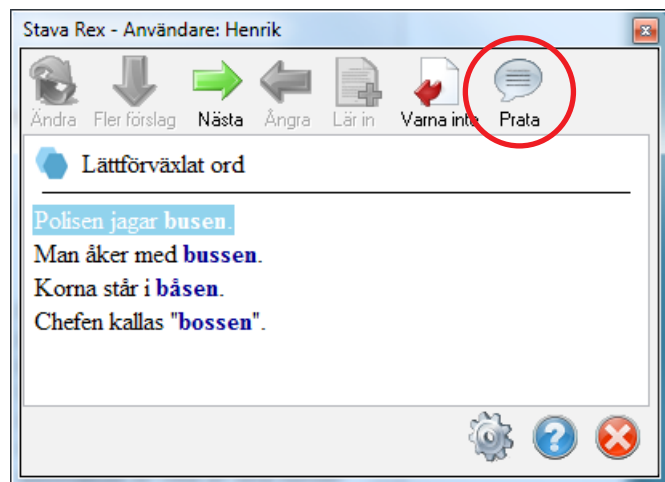 Stava Rex - Användare: Henrik
Ändra Fler förslag Nästa Ångra Lär in Varna inte Prata
Lättförväxlat ord
Polisen jagar busen.
Man åker med bussen.
Korna står i båsen.
Chefen kallas "bossen".